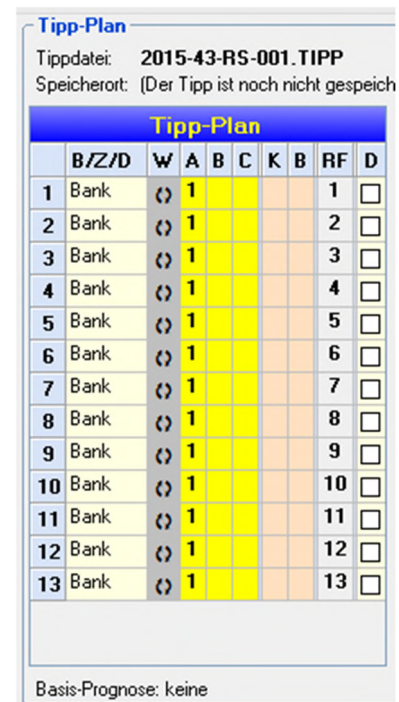 Tipp-Plan
Tippdatei: 2015-43-RS-001.TIPP
Speicherort: (Der Tipp ist noch nicht gespeich
Tipp-Plan
B/Z/D W A B C K B RF D
1 Bank 1 1
2 Bank 1 2
3 Bank 1 3
4 Bank 1 4
5 Bank 1 5
6 Bank 1 6
7 Bank 1 7
8 Bank 1 8
9 Bank 1 9
10 Bank 1 10
11 Bank 1 11
12 Bank 1 12
13 Bank 1 13
Basis-Prognose: keine